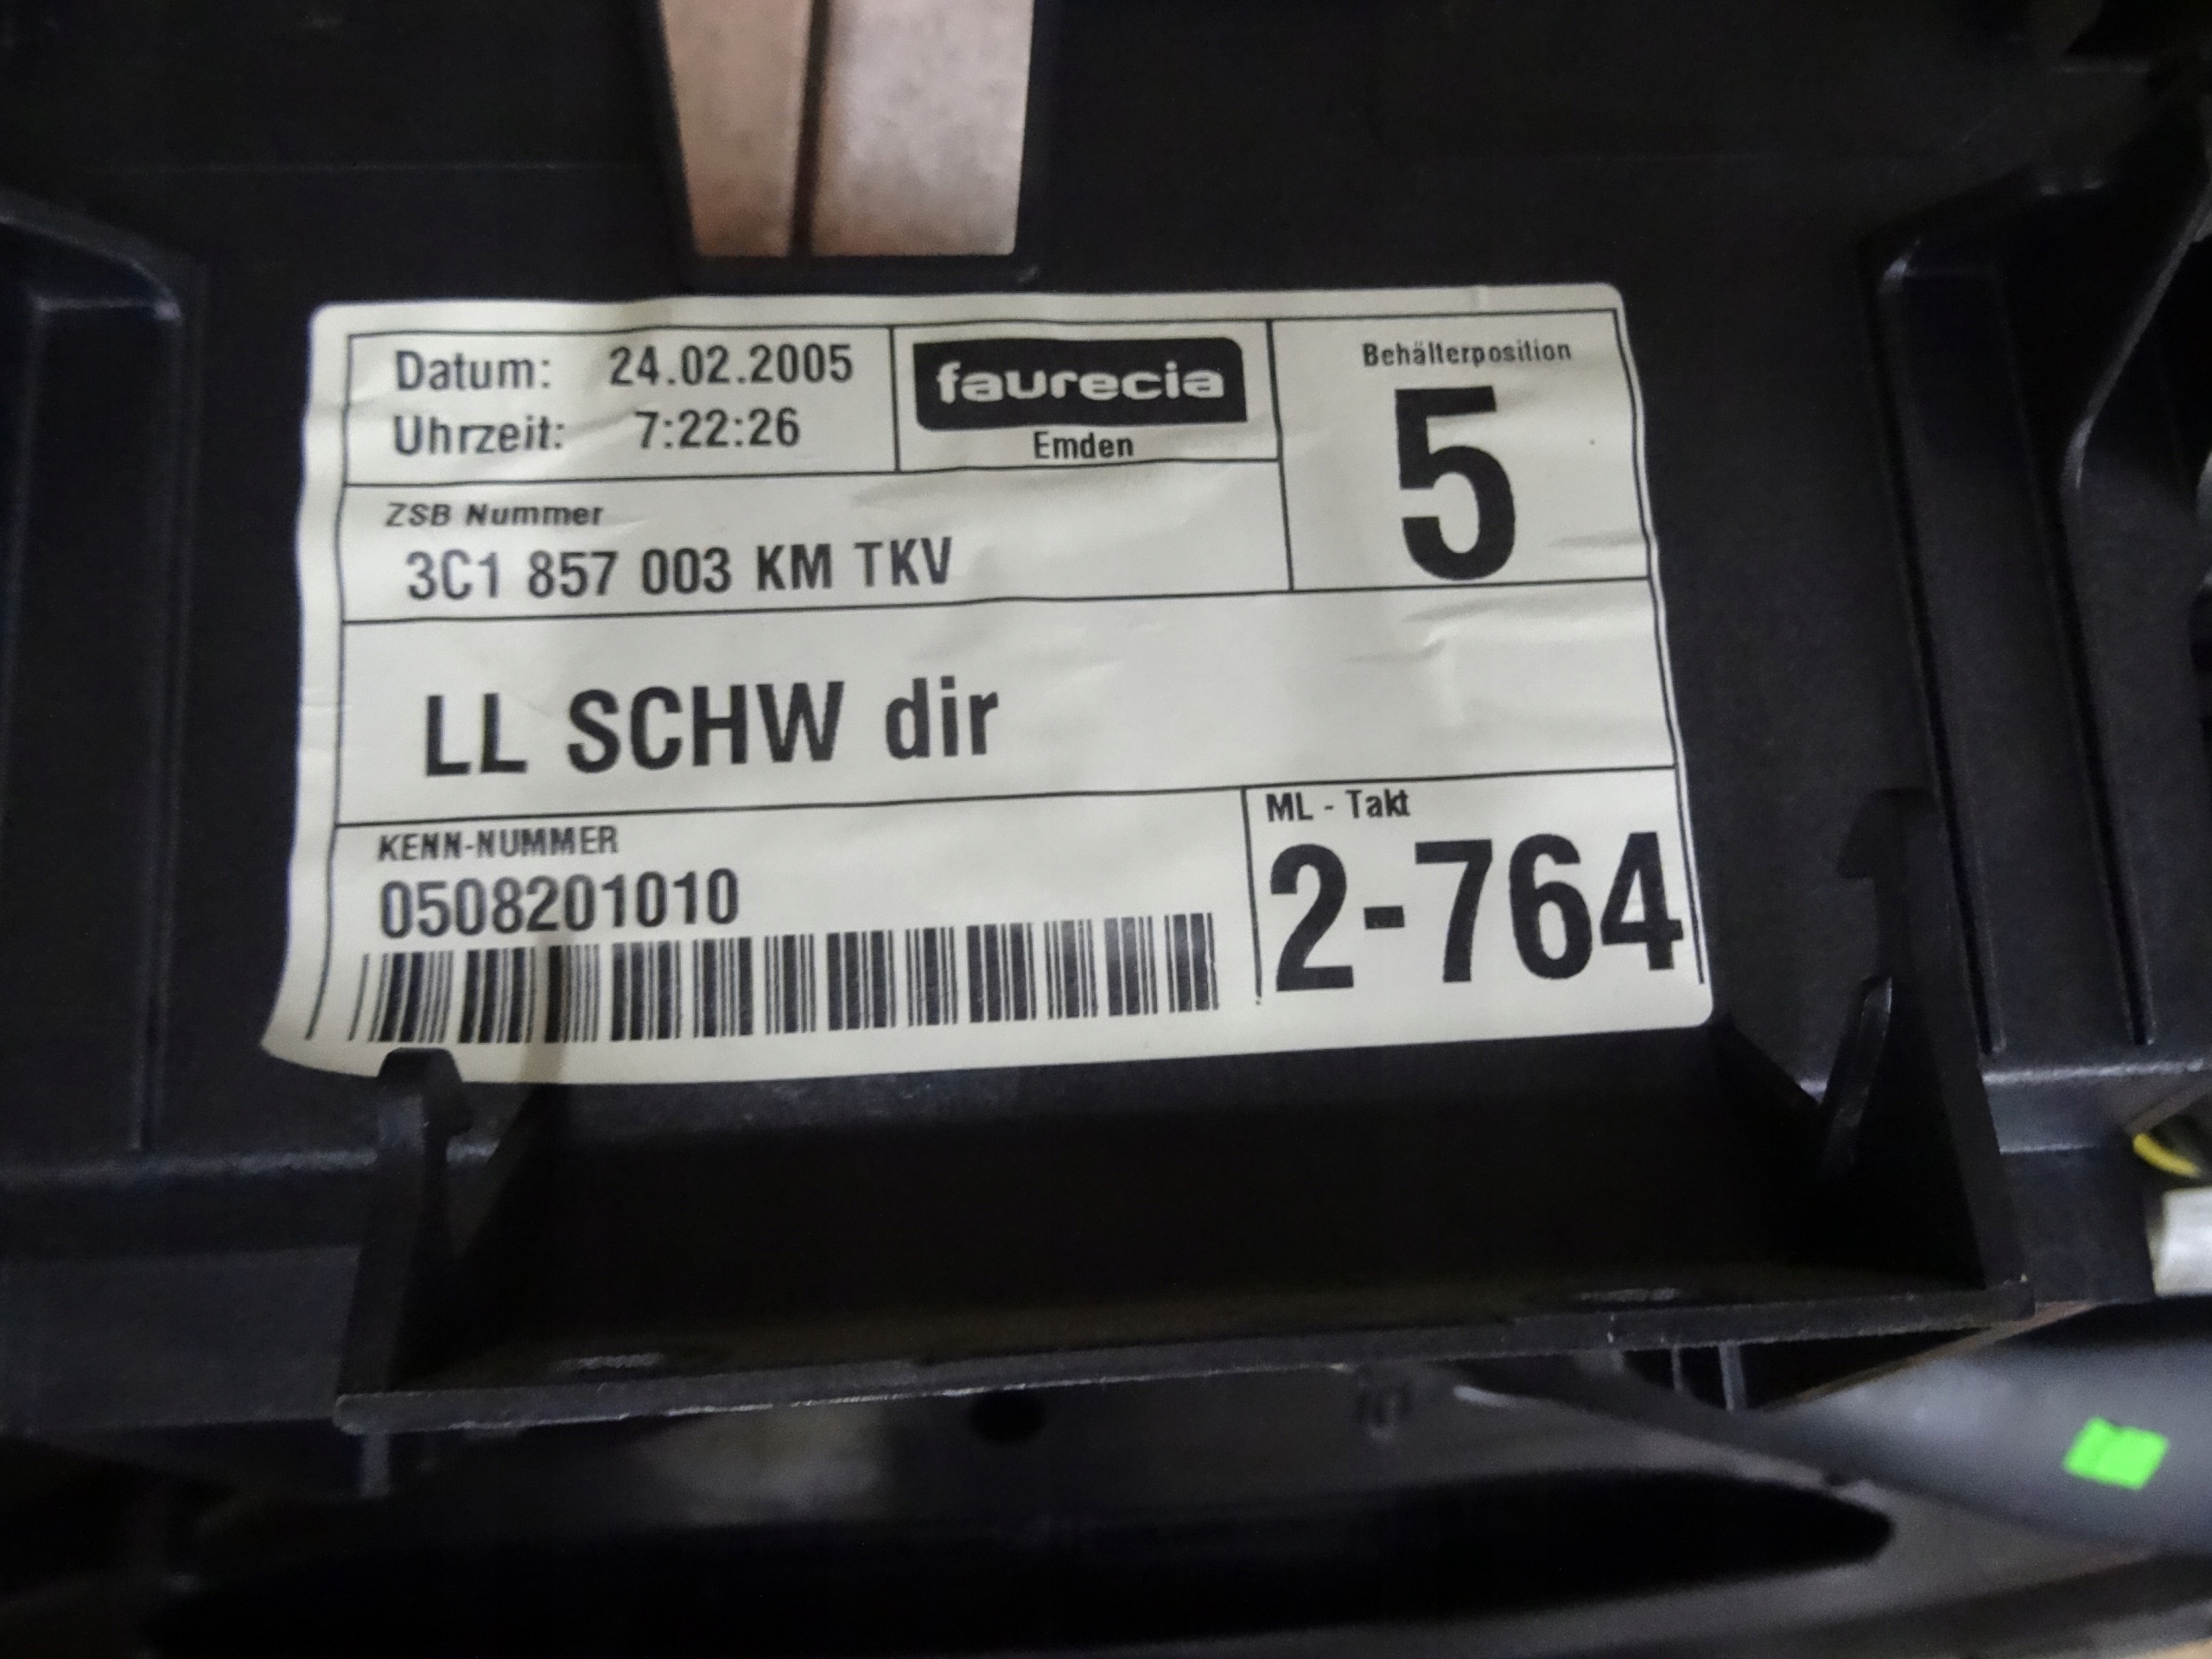 Datum: 24.02.2005
Uhrzeit: 7:22:26
faurecia
Emden
Behälterposition
5
ZSB Nummer
3C1 857 003 KM TKV
LL SCHW dir
KENN-NUMMER
0508201010
ML - Takt
2-764